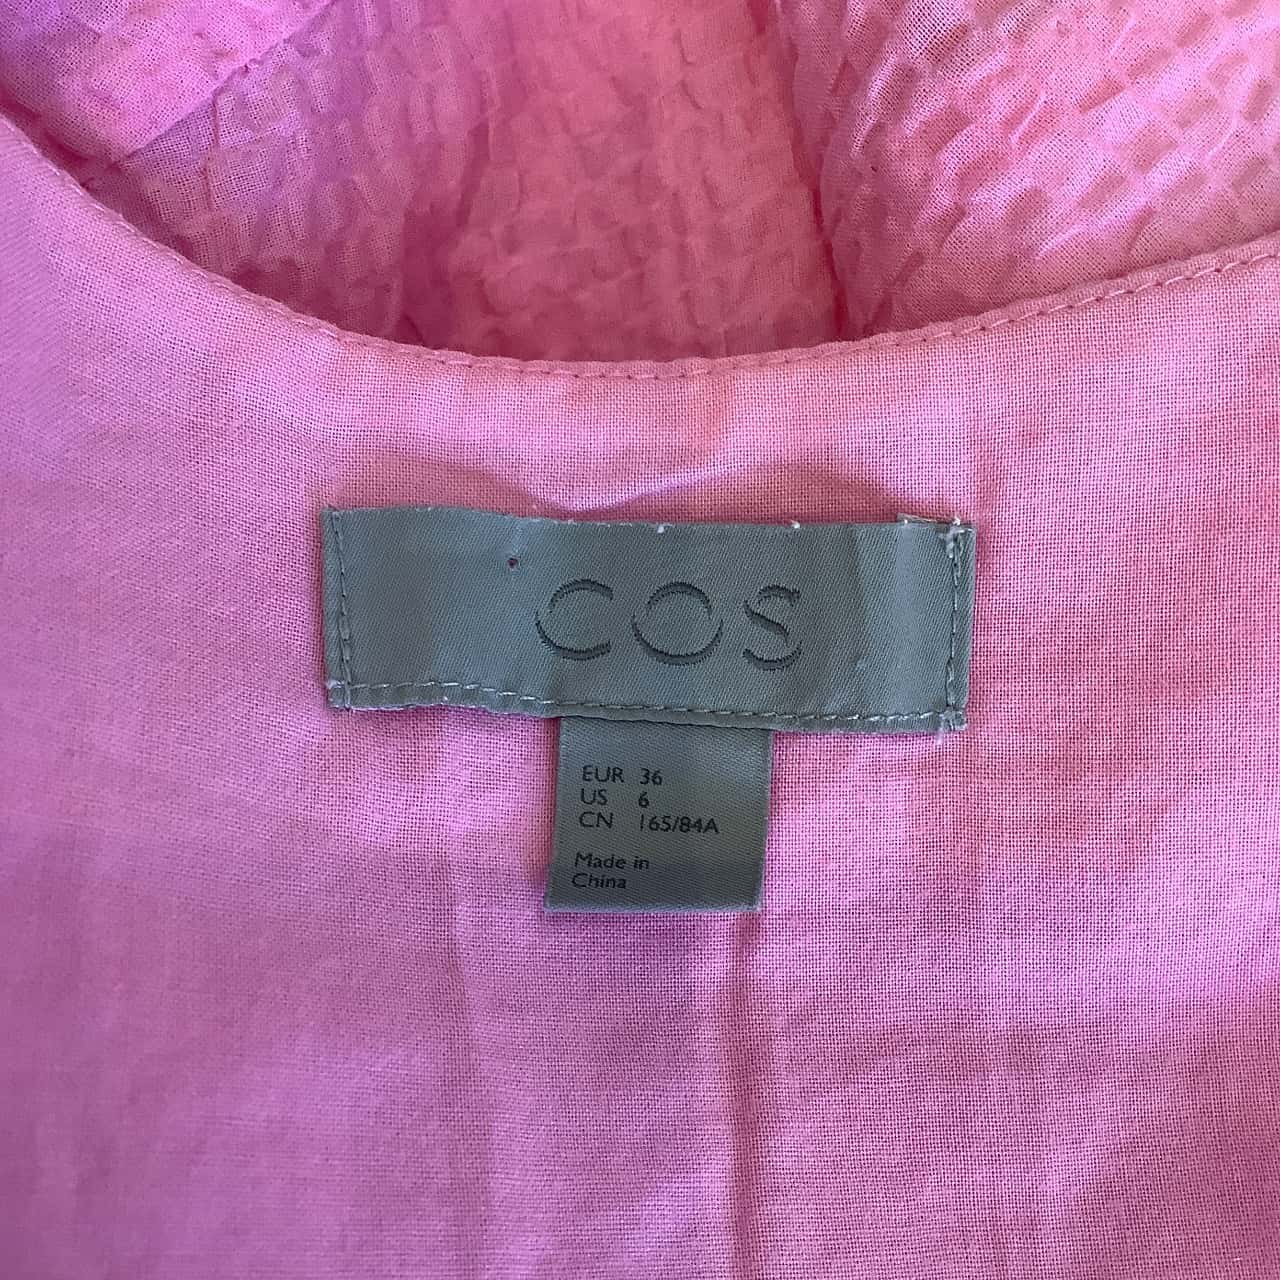 COS
EUR 36
US 6
CN 165/84A
Made in
China